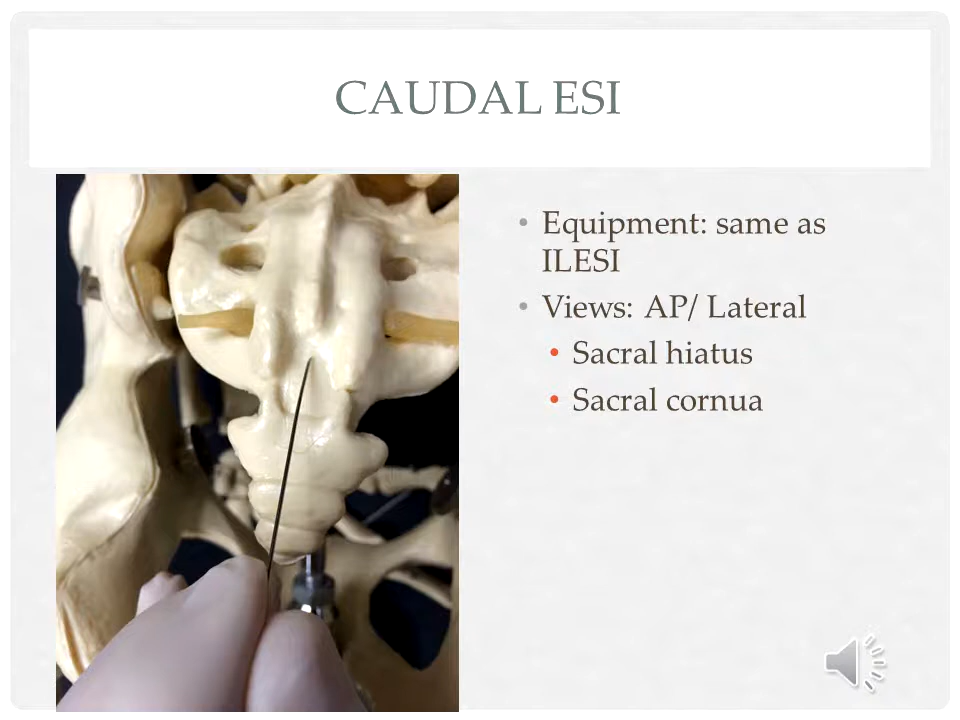 CAUDAL ESI
• Equipment: same as
ILESI
• Views: AP/ Lateral
• Sacral hiatus
• Sacral cornua